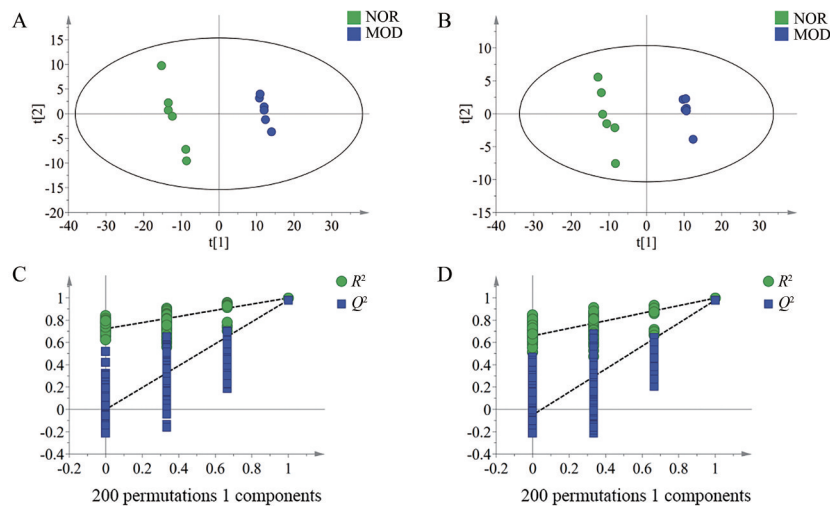 A
NOR
MOD
t[2]
20
15
10
5
0
-5
-10
-15
-20
-40 -30 -20 -10 0 10 20 30
t[1]
B
NOR
MOD
t[2]
15
10
5
0
-5
-10
-15
-30 -20 -10 0 10 20 30
t[1]
C
R²
Q²
1
0.8
0.6
0.4
0.2
0
-0.2
-0.4
-0.2 0 0.2 0.4 0.6 0.8 1
200 permutations 1 components
D
R²
Q²
1
0.8
0.6
0.4
0.2
0
-0.2
-0.4
-0.2 0 0.2 0.4 0.6 0.8 1
200 permutations 1 components